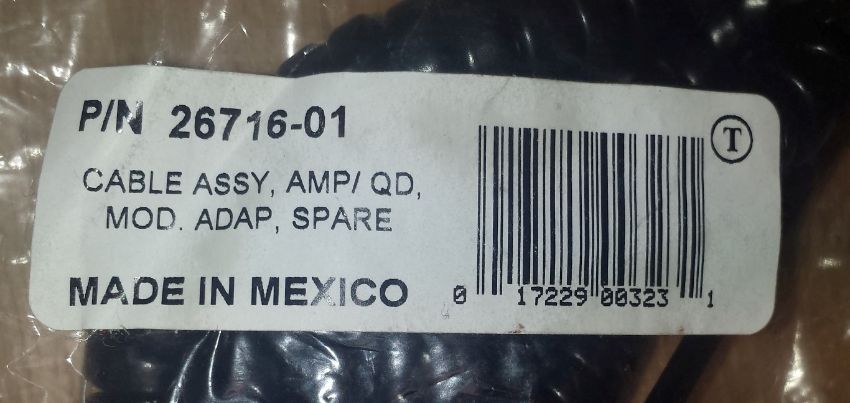 P/N 26716-01
CABLE ASSY, AMP/ QD,
MOD. ADAP, SPARE
MADE IN MEXICO
T
0 17229 00323 1